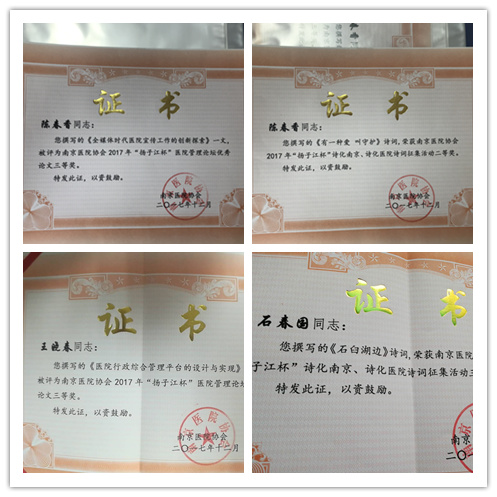 证 书
陈春香同志：
您撰写的《全媒体时代医院宣传工作的创新探索》一文，
被评为南京医院协会2017年“扬子江杯”医院管理论坛优秀
论文三等奖。
特发此证，以资鼓励。
南京医院协会
二〇一七年十二月
证 书
陈春香同志：
您撰写的《有一种爱 叫守护》诗词，荣获南京医院协会
2017年“扬子江杯”诗化南京、诗化医院诗词征集活动二等奖。
特发此证，以资鼓励。
南京医院协会
二〇一七年十二月
证 书
王晓春同志：
您撰写的《医院行政综合管理平台的设计与实现》
被评为南京医院协会2017年“扬子江杯”医院管理论坛
论文三等奖。
特发此证，以资鼓励。
南京医院协会
二〇一七年十二月
证 书
石春国同志：
您撰写的《石臼湖边》诗词，荣获南京医院
扬子江杯”诗化南京、诗化医院诗词征集活动三
特发此证，以资鼓励。
南京
二〇一